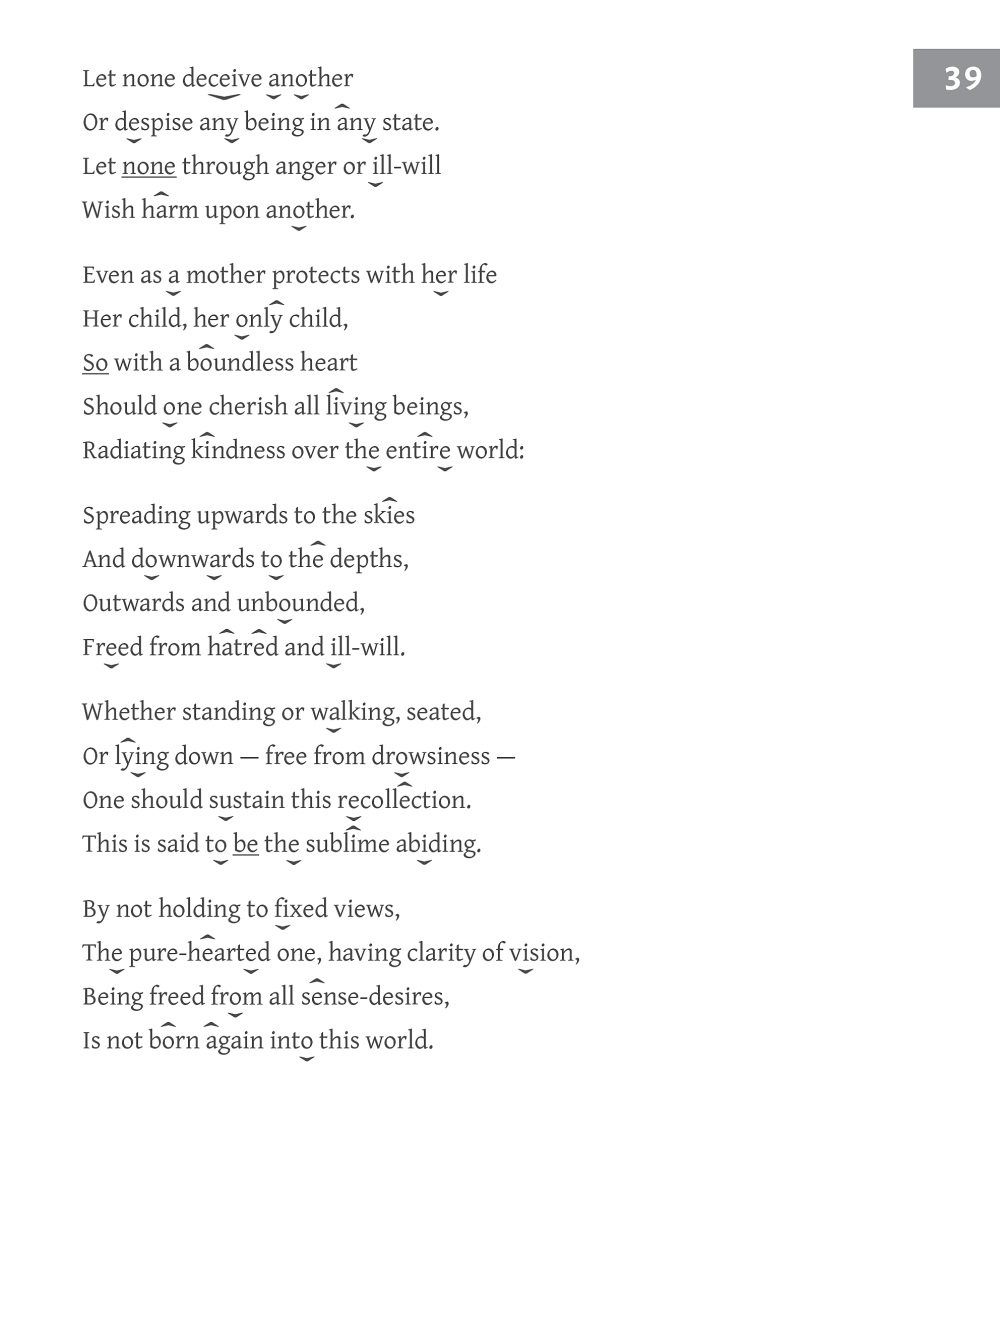 39
Let none deceive another
Or despise any being in any state.
Let none through anger or ill-will
Wish harm upon another.
Even as a mother protects with her life
Her child, her only child,
So with a boundless heart
Should one cherish all living beings,
Radiating kindness over the entire world:
Spreading upwards to the skies
And downwards to the depths,
Outwards and unbounded,
Freed from hatred and ill-will.
Whether standing or walking, seated,
Or lying down — free from drowsiness —
One should sustain this recollection.
This is said to be the sublime abiding.
By not holding to fixed views,
The pure-hearted one, having clarity of vision,
Being freed from all sense-desires,
Is not born again into this world.